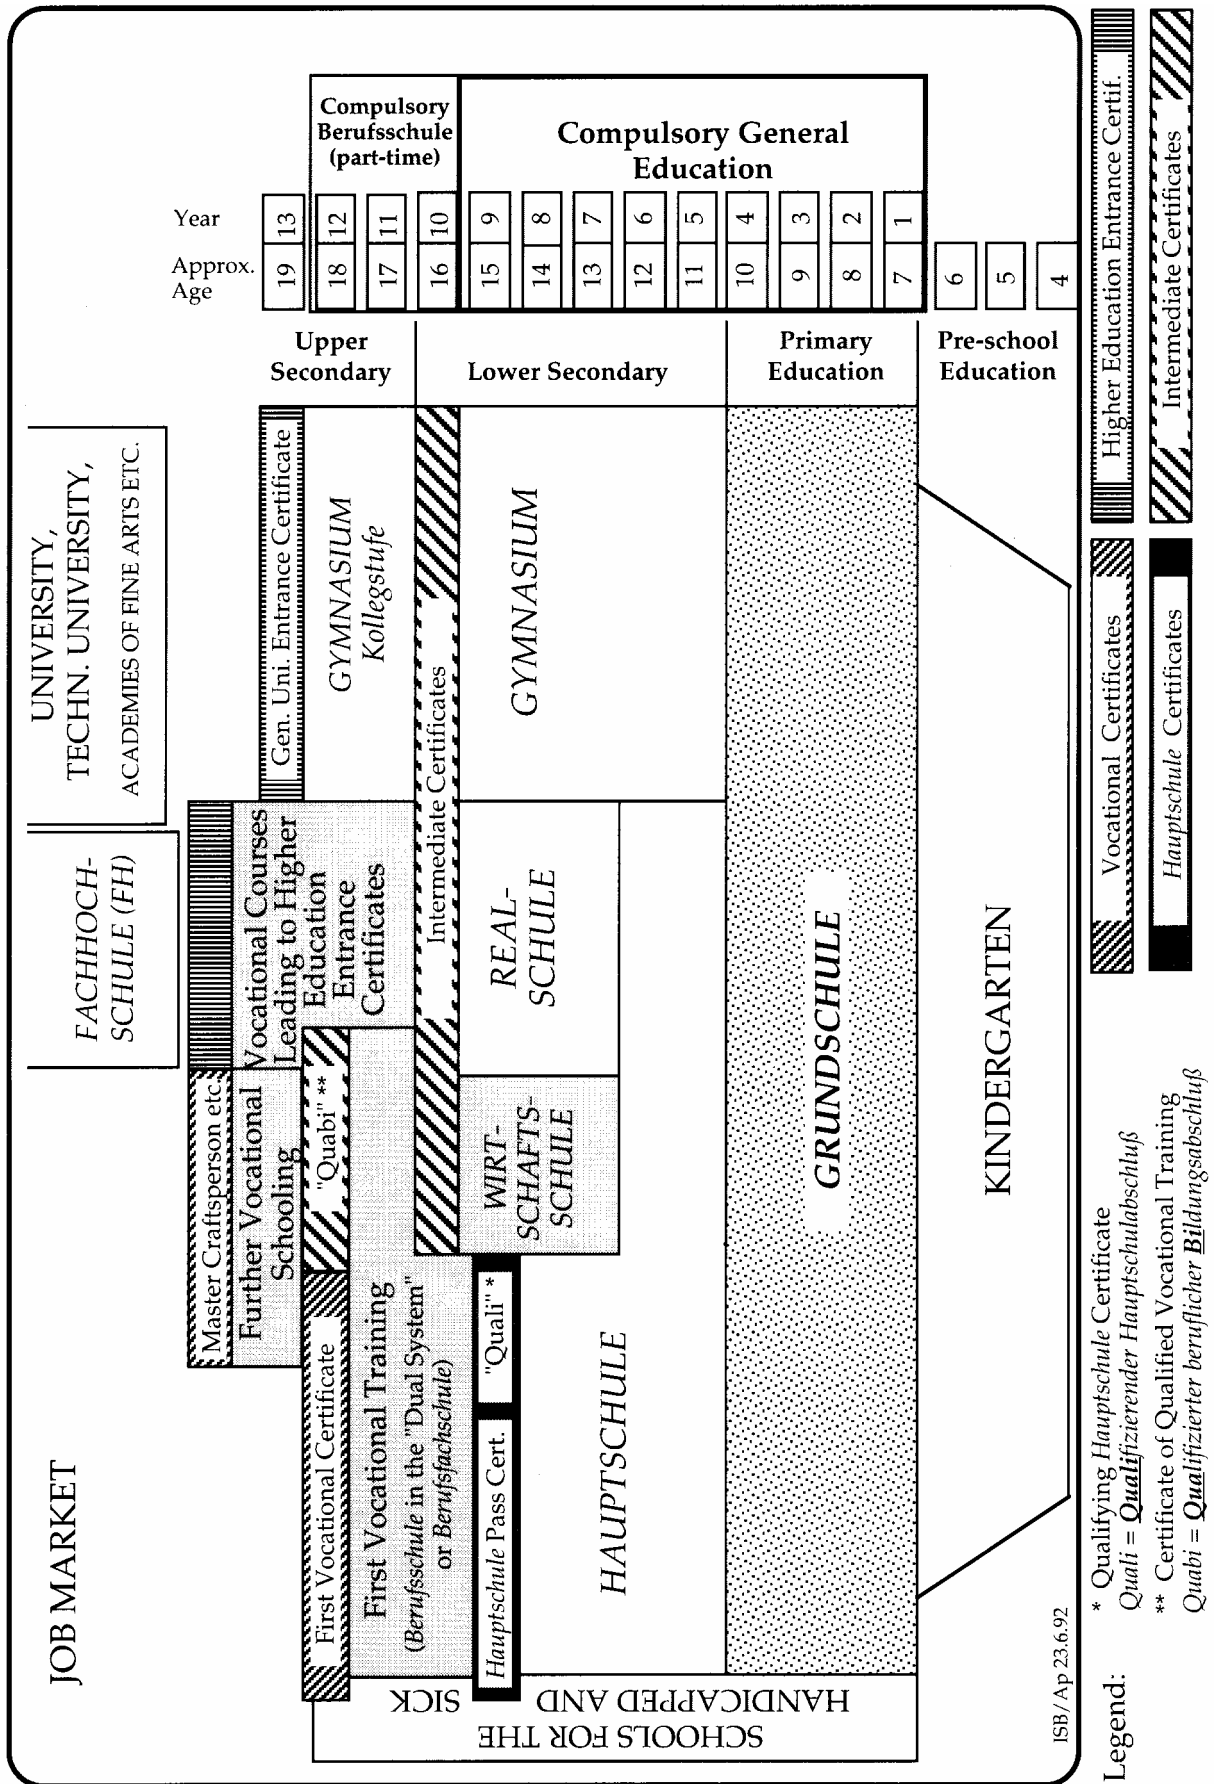 JOB MARKET
FACHHOCH-
SCHULE (FH)
UNIVERSITY,
TECHN. UNIVERSITY,
ACADEMIES OF FINE ARTS ETC.
Approx.
Age
Year
Master Craftsperson etc.
Further Vocational
Schooling
Vocational Courses
Leading to Higher
Education
Entrance
Certificates
Gen. Uni. Entrance Certificate
Upper
Secondary
19 13
Compulsory
Berufsschule
(part-time)
First Vocational Certificate
"Quabi" **
GYMNASIUM
Kollegstufe
18 12
17 11
16 10
First Vocational Training
(Berufsschule in the "Dual System"
or Berufsfachschule)
Intermediate Certificates
Hauptschule Pass Cert.
"Quali" *
WIRT-
SCHAFTS-
SCHULE
REAL-
SCHULE
GYMNASIUM
Lower Secondary
15 9
14 8
13 7
12 6
11 5
Compulsory General
Education
HAUPTSCHULE
SCHOOLS FOR THE
HANDICAPPED AND
SICK
GRUNDSCHULE
Primary
Education
10 4
9 3
8 2
7 1
KINDERGARTEN
Pre-school
Education
6
5
4
ISB/Ap 23.6.92
Legend:
* Qualifying Hauptschule Certificate
Quali = Qualifizierender Hauptschulabschluß
** Certificate of Qualified Vocational Training
Quabi = Qualifizierter beruflicher Bildungsabschluß
Vocational Certificates
Higher Education Entrance Certif.
Hauptschule Certificates
Intermediate Certificates